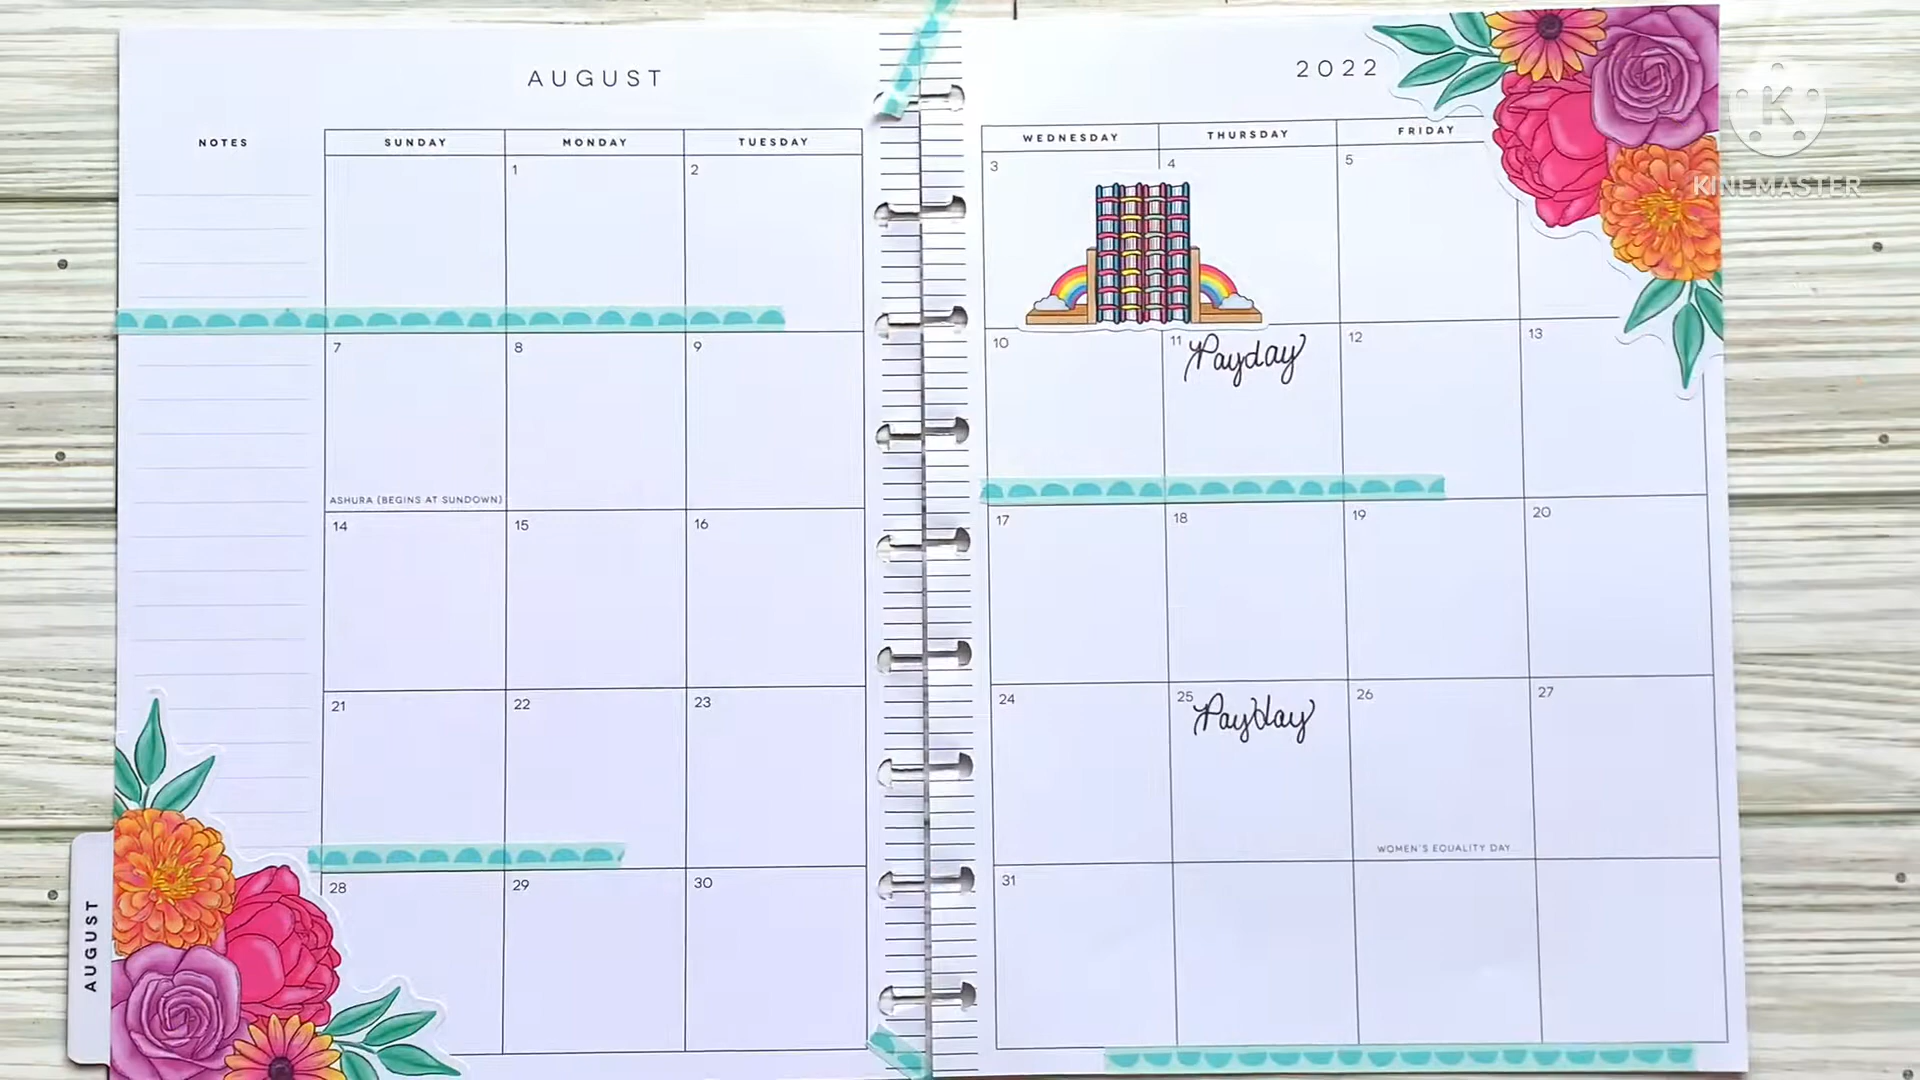 AUGUST
2022
NOTES
SUNDAY MONDAY TUESDAY WEDNESDAY THURSDAY FRIDAY
1 2 3 4 5
7 8 9 10 11 Payday 12 13
ASHURA (BEGINS AT SUNDOWN)
14 15 16 17 18 19 20
21 22 23 24 25 Payday 26 27
WOMEN'S EQUALITY DAY
28 29 30 31
AUGUST
K
KINEMASTER